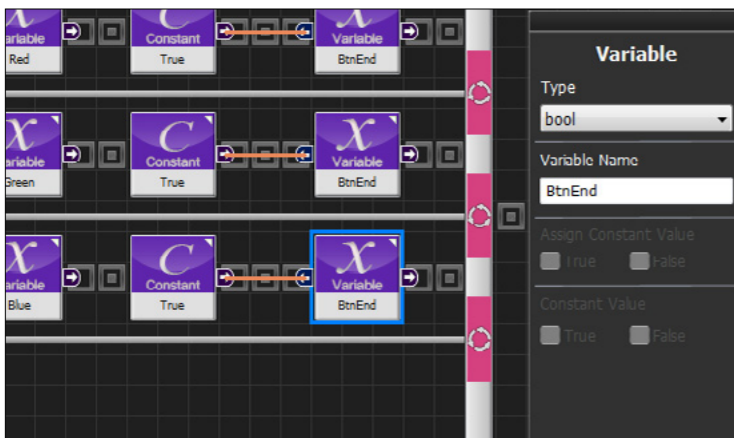 ariable
Constant
Variable
Red
True
BtnEnd
X
C
X
ariable
Constant
Variable
Green
True
BtnEnd
X
C
X
ariable
Constant
Variable
Blue
True
BtnEnd
Variable
Type
bool
Variable Name
BtnEnd
Assign Constant Value
True False
Constant Value
True False